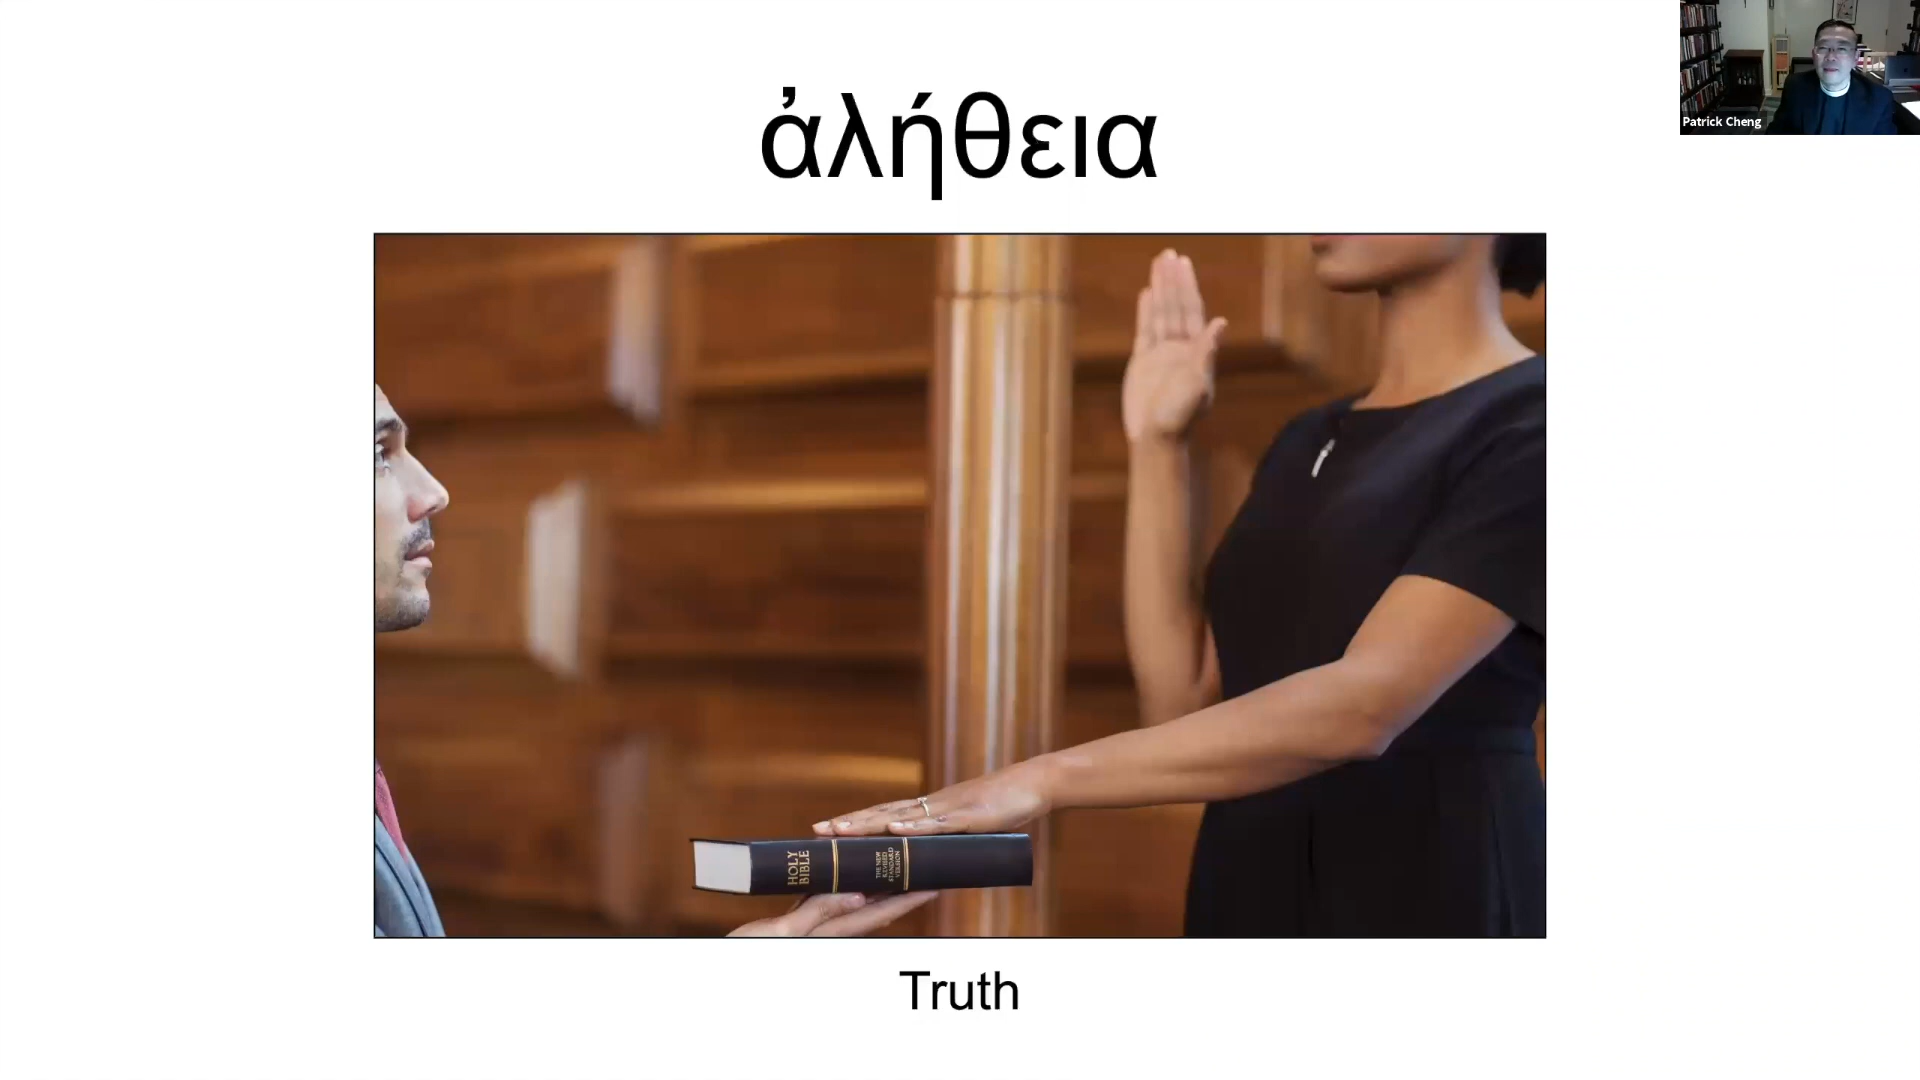 ἀλήθεια
Patrick Cheng
HOLY
BIBLE
THE NEW
REVISED
STANDARD
VERSION
Truth